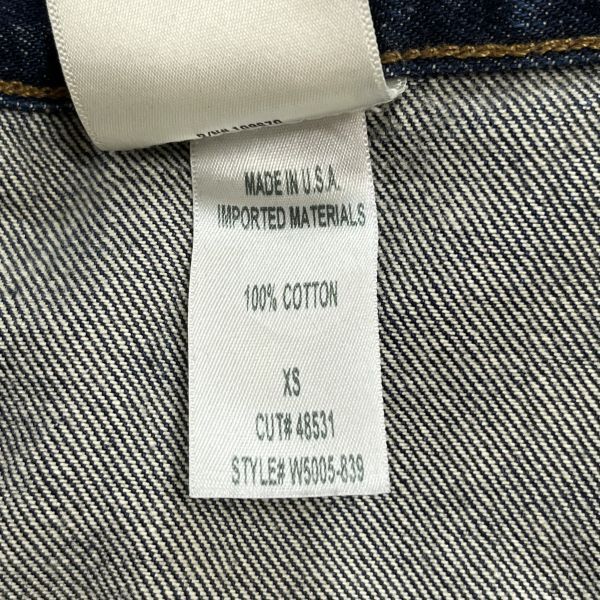 MADE IN U.S.A.
IMPORTED MATERIALS
100% COTTON
XS
CUT# 48531
STYLE# W5005-839